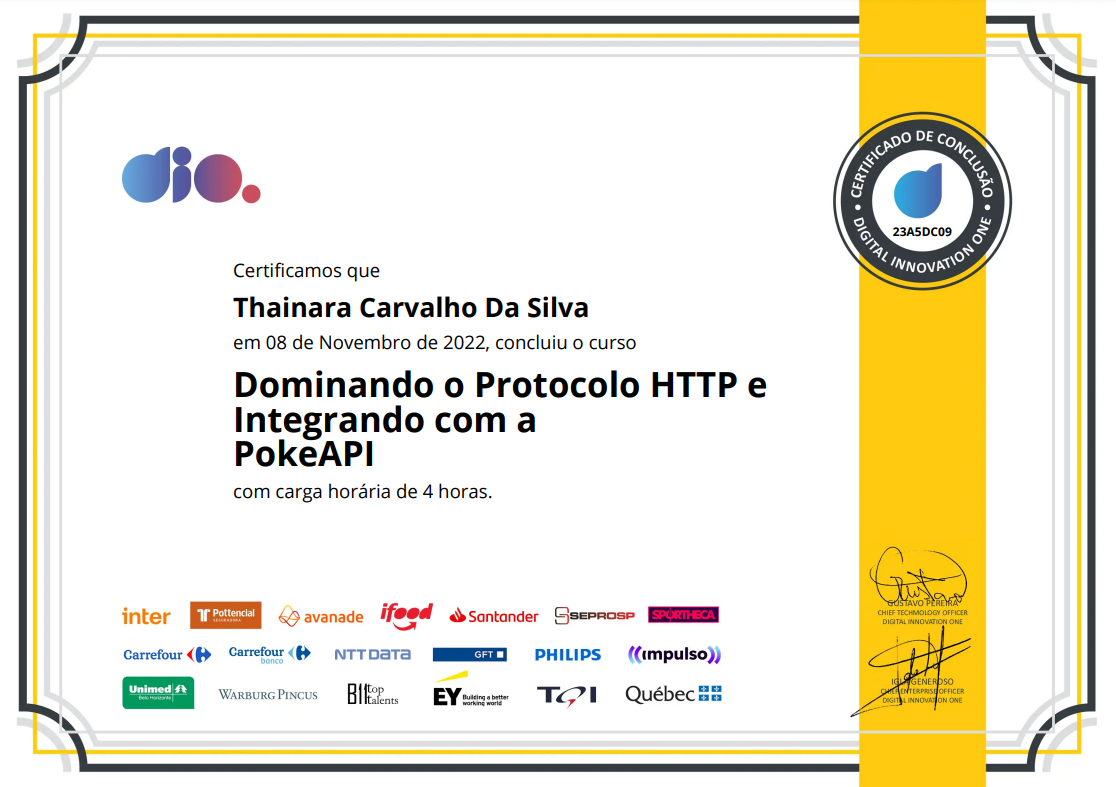 dio.
CERTIFICADO DE CONCLUSÃO
23A5DC09
DIGITAL INNOVATION ONE
Certificamos que
Thainara Carvalho Da Silva
em 08 de Novembro de 2022, concluiu o curso
Dominando o Protocolo HTTP e
Integrando com a
PokeAPI
com carga horária de 4 horas.
inter Pottencial SEGURADORA avanade ifood Santander SEPROSP SPORTHECA
Carrefour Carrefour banco NTT DATA GFT PHILIPS impulso
Unimed Belo Horizonte WARBURG PINCUS B11 top talents EY Building a better working world TQI Québec
Gustavo
GUSTAVO PEREIRA
CHIEF TECHNOLOGY OFFICER
DIGITAL INNOVATION ONE
GENEROSO
CHIEF ENTERPRISE OFFICER
DIGITAL INNOVATION ONE